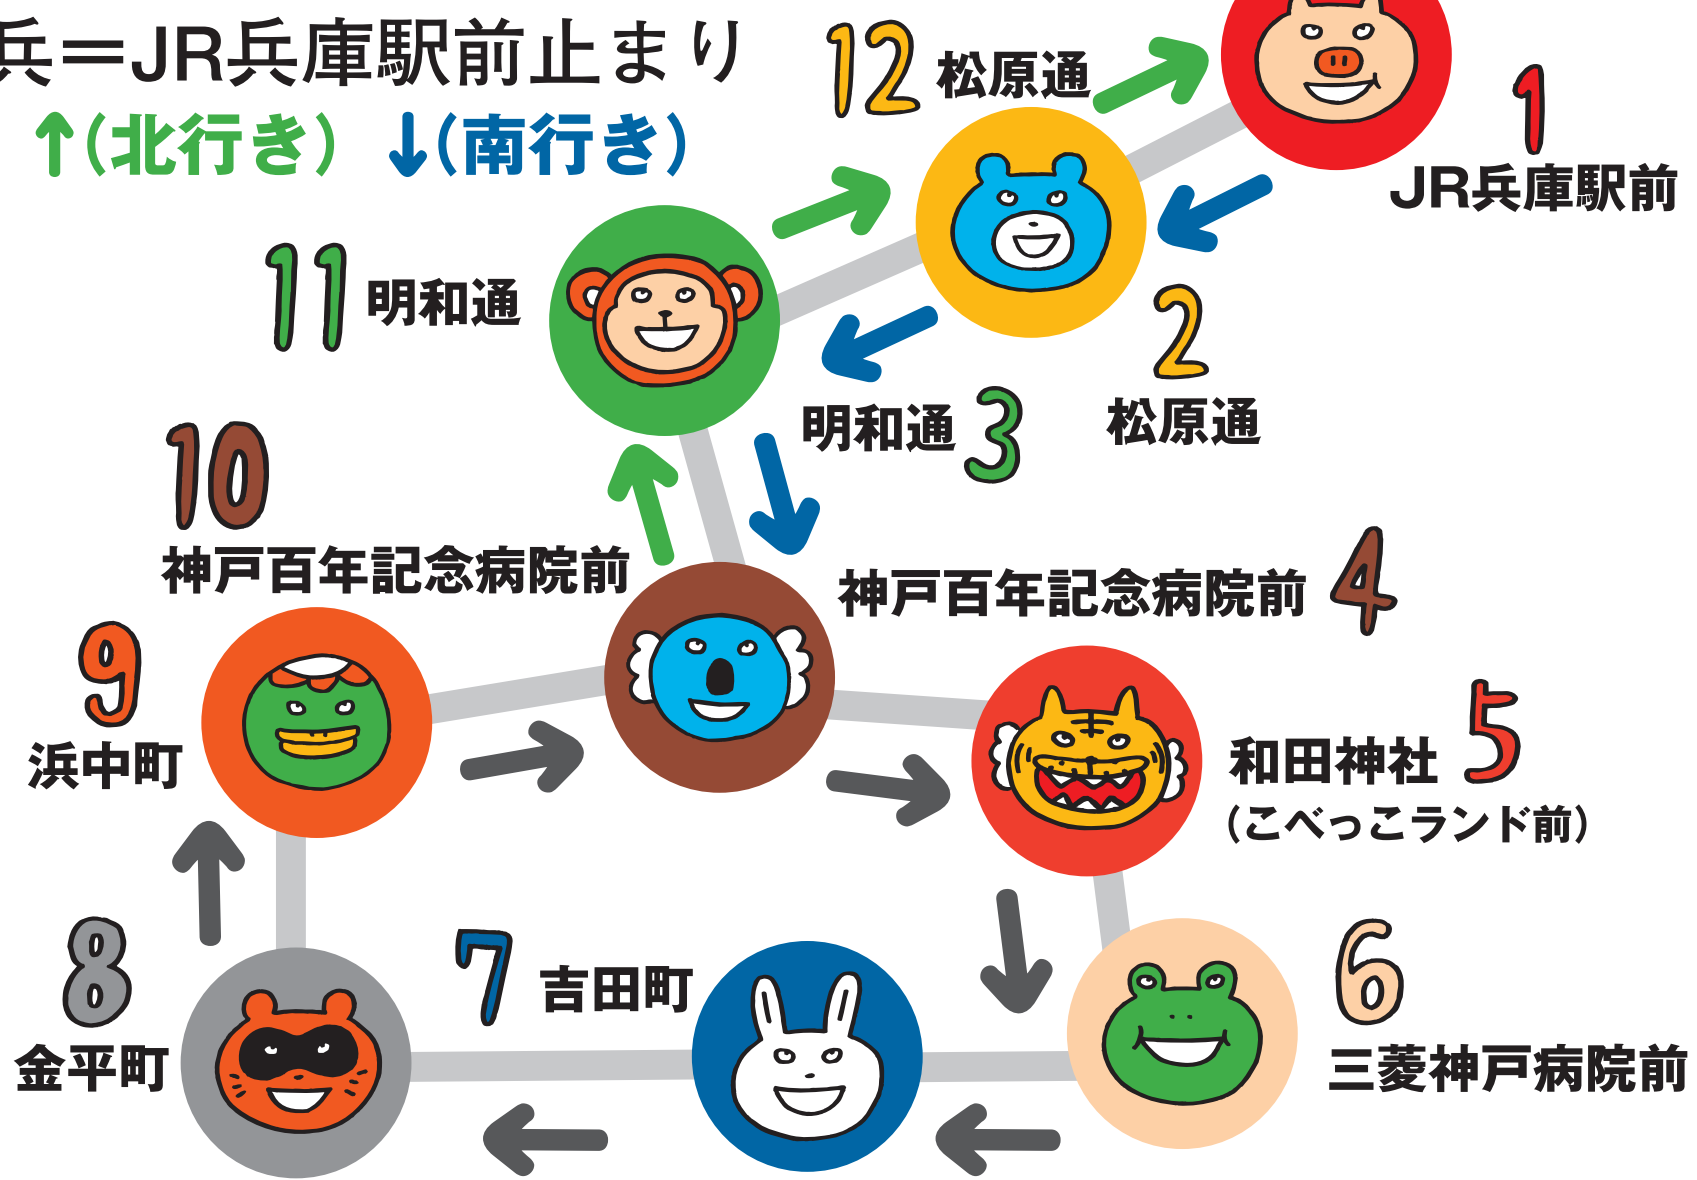 兵＝JR兵庫駅前止まり
↑(北行き) ↓(南行き)
12 松原通
1
JR兵庫駅前
11 明和通
2
松原通
明和通 3
10
神戸百年記念病院前
神戸百年記念病院前 4
9
浜中町
和田神社 5
(こべっこランド前)
8
金平町
7 吉田町
6
三菱神戸病院前